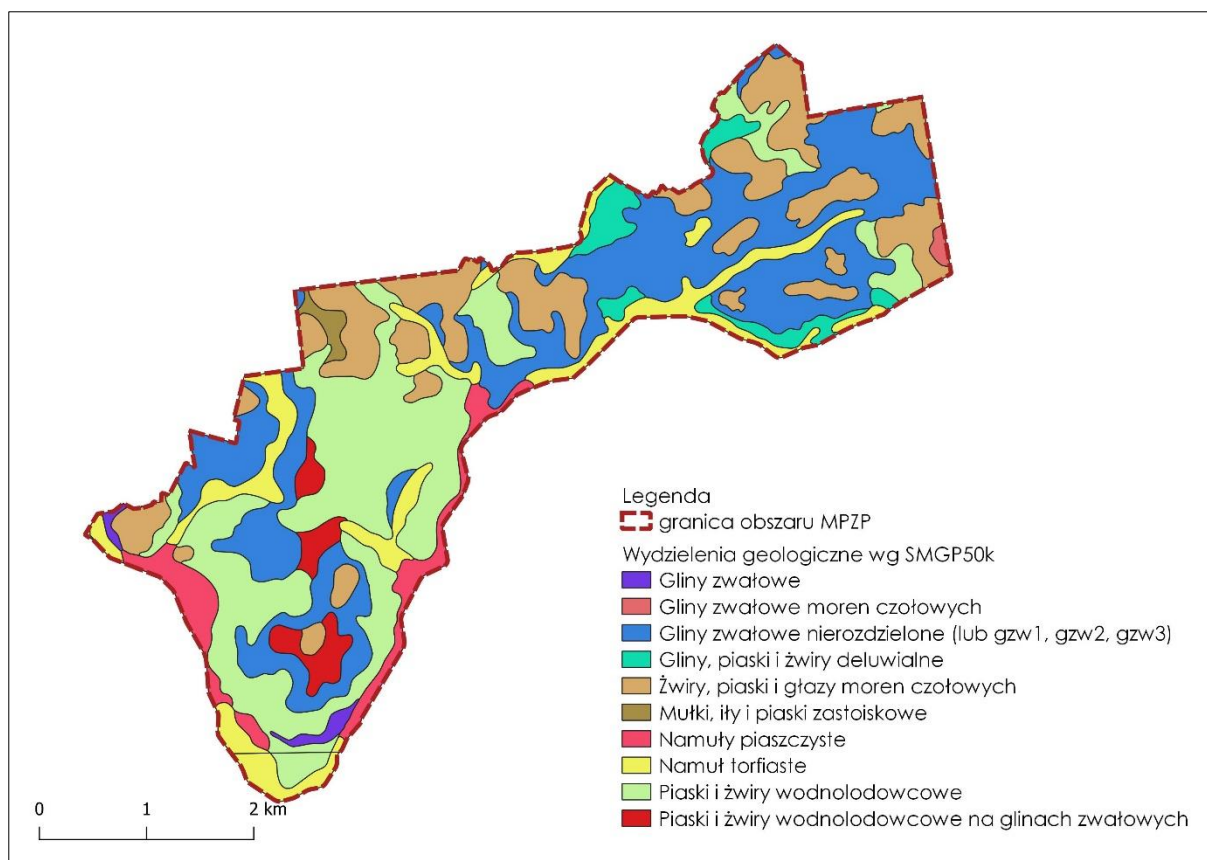 Legenda
granica obszaru MPZP
Wydzielenia geologiczne wg SMGP50k
Gliny zwałowe
Gliny zwałowe moren czołowych
Gliny zwałowe nierozdzielone (lub gzw1, gzw2, gzw3)
Gliny, piaski i żwiry deluwialne
Żwiry, piaski i głazy moren czołowych
Mułki, iły i piaski zastoiskowe
Namuły piaszczyste
Namuł torfiaste
Piaski i żwiry wodnolodowcowe
Piaski i żwiry wodnolodowcowe na glinach zwałowych
0 1 2 km